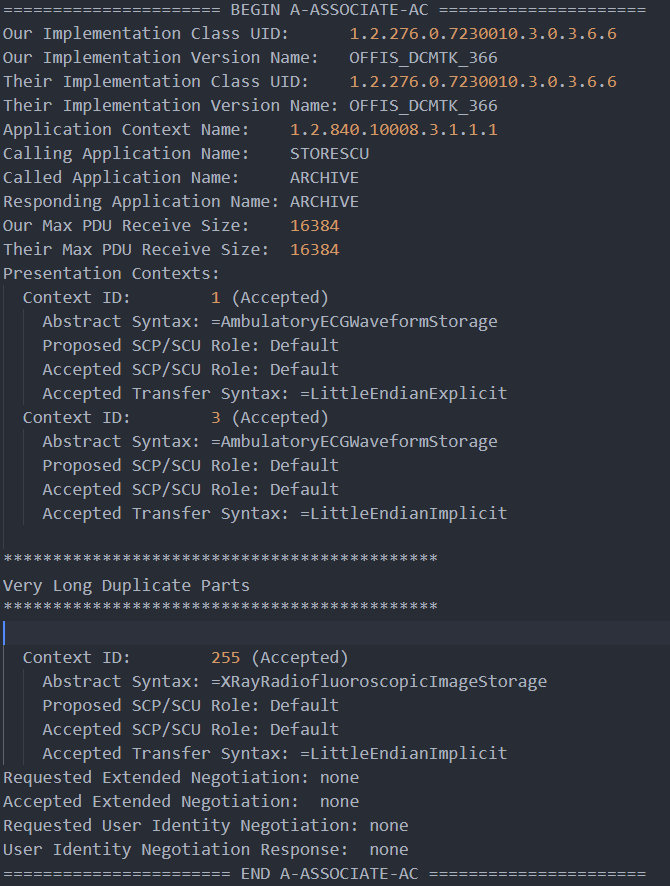 ======================= BEGIN A-ASSOCIATE-AC =====================
Our Implementation Class UID:      1.2.276.0.7230010.3.0.3.6.6
Our Implementation Version Name:   OFFIS_DCMTK_366
Their Implementation Class UID:    1.2.276.0.7230010.3.0.3.6.6
Their Implementation Version Name: OFFIS_DCMTK_366
Application Context Name:    1.2.840.10008.3.1.1.1
Calling Application Name:    STORESCU
Called Application Name:     ARCHIVE
Responding Application Name: ARCHIVE
Our Max PDU Receive Size:    16384
Their Max PDU Receive Size:  16384
Presentation Contexts:
  Context ID:        1 (Accepted)
    Abstract Syntax: =AmbulatoryECGWaveformStorage
    Proposed SCP/SCU Role: Default
    Accepted SCP/SCU Role: Default
    Accepted Transfer Syntax: =LittleEndianExplicit
  Context ID:        3 (Accepted)
    Abstract Syntax: =AmbulatoryECGWaveformStorage
    Proposed SCP/SCU Role: Default
    Accepted SCP/SCU Role: Default
    Accepted Transfer Syntax: =LittleEndianImplicit
********************************************
Very Long Duplicate Parts
********************************************
  Context ID:        255 (Accepted)
    Abstract Syntax: =XRayRadiofluoroscopicImageStorage
    Proposed SCP/SCU Role: Default
    Accepted SCP/SCU Role: Default
    Accepted Transfer Syntax: =LittleEndianImplicit
Requested Extended Negotiation: none
Accepted Extended Negotiation:  none
Requested User Identity Negotiation: none
User Identity Negotiation Response:  none
======================= END A-ASSOCIATE-AC ======================